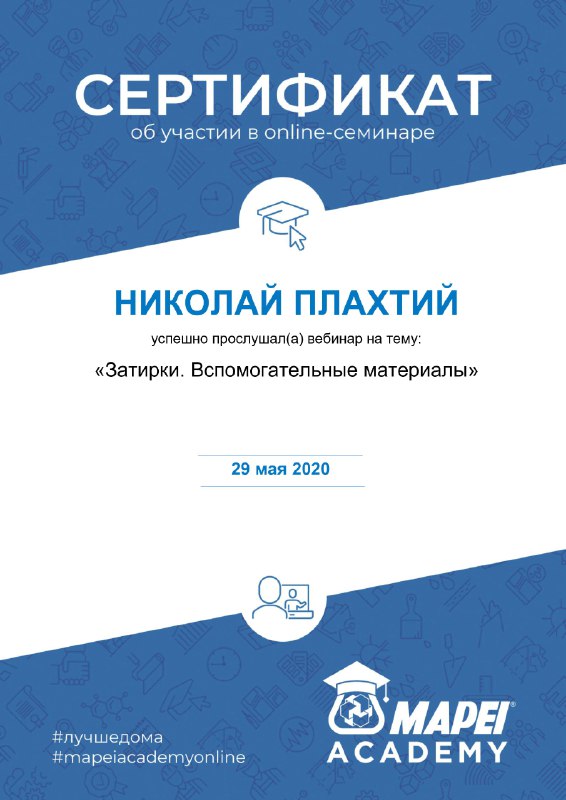 СЕРТИФИКАТ
об участии в online-семинаре
НИКОЛАЙ ПЛАХТИЙ
успешно прослушал(а) вебинар на тему:
«Затирки. Вспомогательные материалы»
29 мая 2020
#лучшедома
#mapeiacademyonline
MAPEI®
ACADEMY